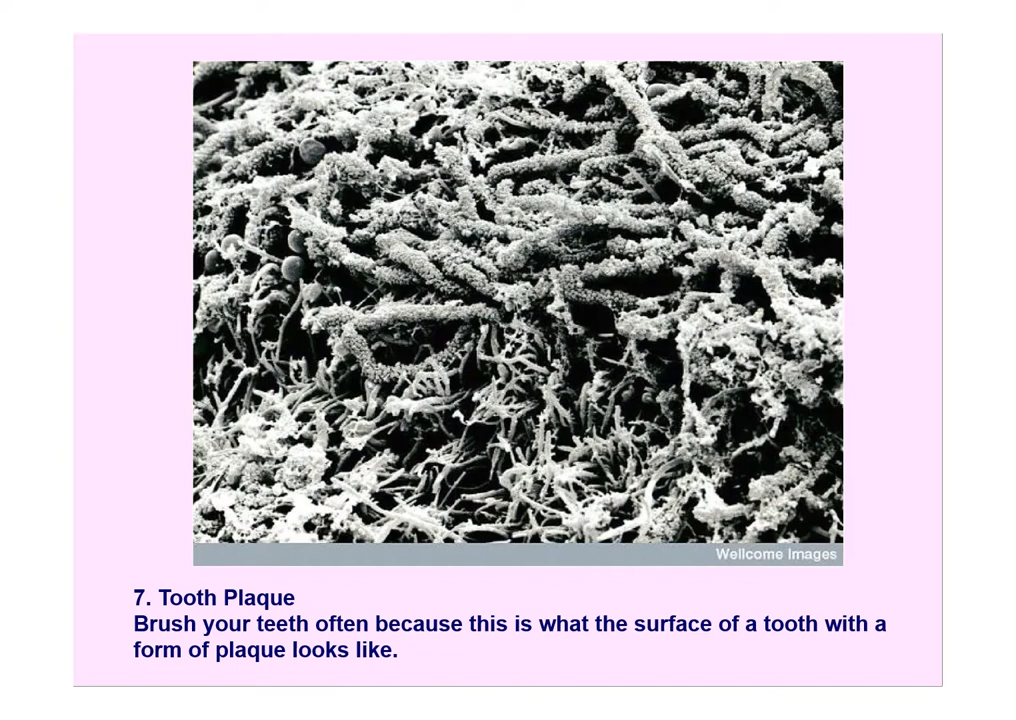 Wellcome Images
7. Tooth Plaque
Brush your teeth often because this is what the surface of a tooth with a
form of plaque looks like.